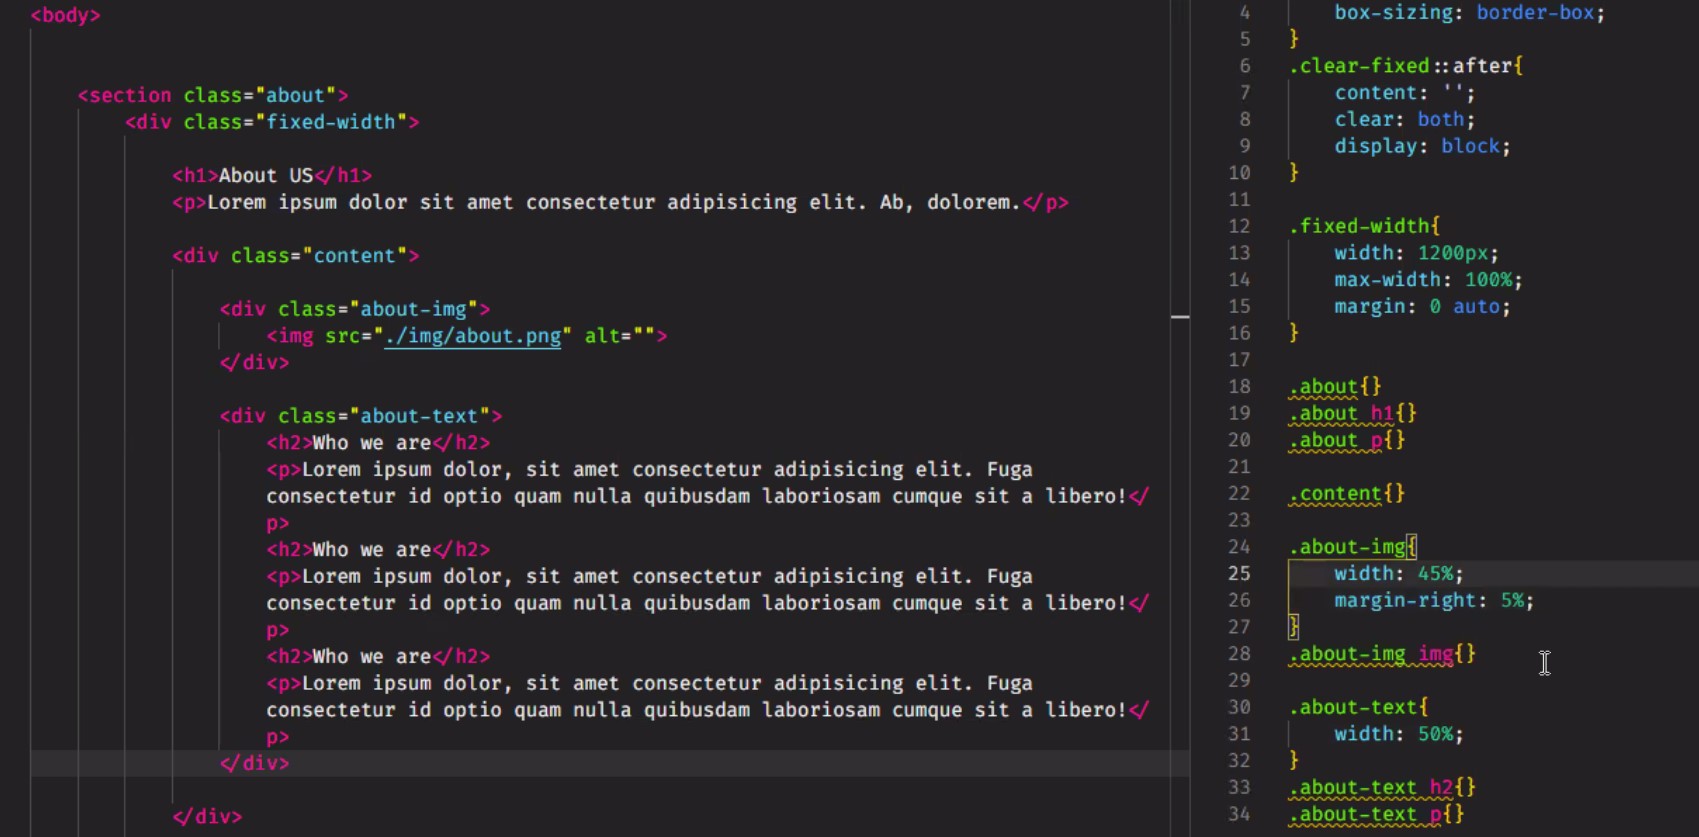 <body>
<section class="about">
<div class="fixed-width">
<h1>About US</h1>
<p>Lorem ipsum dolor sit amet consectetur adipisicing elit. Ab, dolorem.</p>
<div class="content">
<div class="about-img">
<img src="./img/about.png" alt="">
</div>
<div class="about-text">
<h2>Who we are</h2>
<p>Lorem ipsum dolor, sit amet consectetur adipisicing elit. Fuga
consectetur id optio quam nulla quibusdam laboriosam cumque sit a libero!</
p>
<h2>Who we are</h2>
<p>Lorem ipsum dolor, sit amet consectetur adipisicing elit. Fuga
consectetur id optio quam nulla quibusdam laboriosam cumque sit a libero!</
p>
<h2>Who we are</h2>
<p>Lorem ipsum dolor, sit amet consectetur adipisicing elit. Fuga
consectetur id optio quam nulla quibusdam laboriosam cumque sit a libero!</
p>
</div>
</div>
4 box-sizing: border-box;
5 }
6 .clear-fixed::after{
7 content: '';
8 clear: both;
9 display: block;
10 }
11
12 .fixed-width{
13 width: 1200px;
14 max-width: 100%;
15 margin: 0 auto;
16 }
17
18 .about{}
19 .about h1{}
20 .about p{}
21
22 .content{}
23
24 .about-img{
25 width: 45%;
26 margin-right: 5%;
27 }
28 .about-img img{}
29
30 .about-text{
31 width: 50%;
32 }
33 .about-text h2{}
34 .about-text p{}